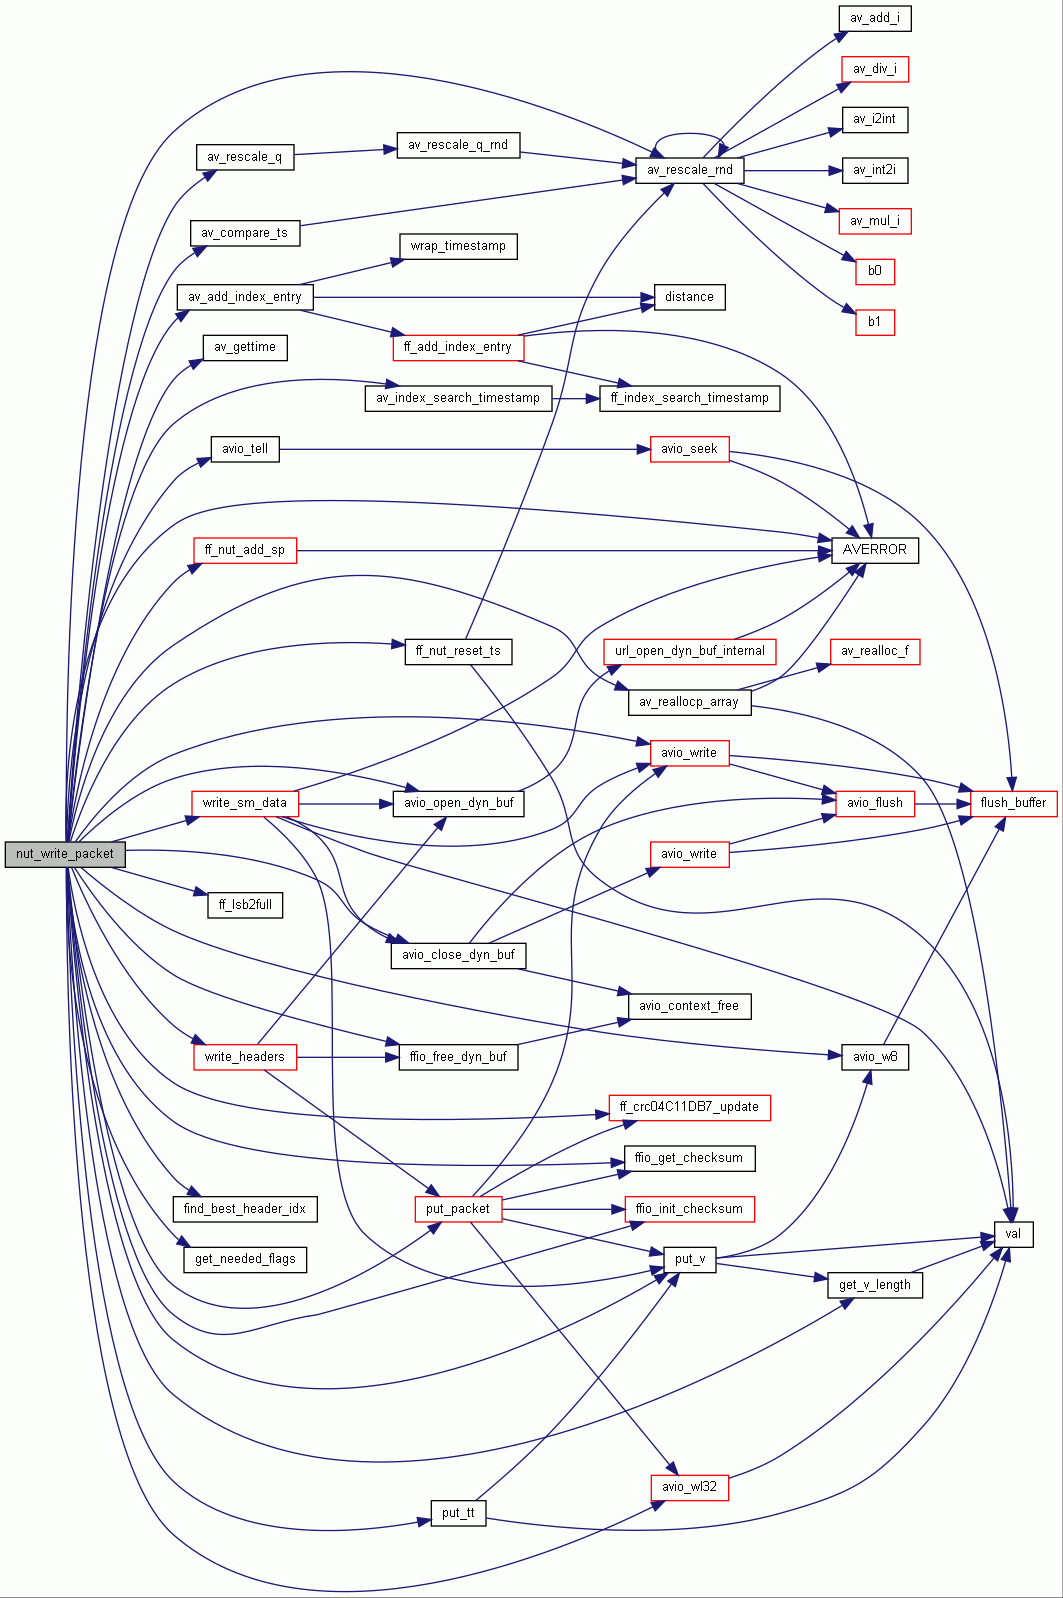 av_add_i
av_div_i
av_i2int
av_rescale_q_rnd
av_rescale_q
av_rescale_rnd
av_int2i
av_mul_i
av_compare_ts
wrap_timestamp
b0
av_add_index_entry
distance
b1
av_gettime
ff_add_index_entry
av_index_search_timestamp
ff_index_search_timestamp
avio_tell
avio_seek
ff_nut_add_sp
AVERROR
ff_nut_reset_ts
url_open_dyn_buf_internal
av_realloc_f
av_reallocp_array
avio_write
write_sm_data
avio_open_dyn_buf
avio_flush
flush_buffer
nut_write_packet
avio_write
ff_lsb2full
avio_close_dyn_buf
avio_context_free
write_headers
ffio_free_dyn_buf
avio_w8
ff_crc04C11DB7_update
ffio_get_checksum
find_best_header_idx
put_packet
ffio_init_checksum
val
get_needed_flags
put_v
get_v_length
avio_wl32
put_tt